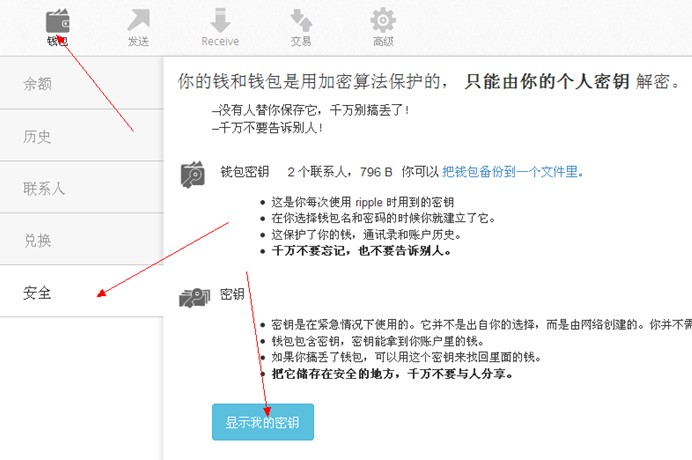 钱包 发送 Receive 交易 高级
余额
历史
联系人
兑换
安全
你的钱和钱包是用加密算法保护的， 只能由你的个人密钥 解密。
–没有人替你保存它，千万别搞丢了！
–千万不要告诉别人！
钱包密钥 2 个联系人，796 B 你可以 把钱包备份到一个文件里。
这是你每次使用 ripple 时用到的密钥
在你选择钱包名和密码的时候你就建立了它。
这保护了你的钱，通讯录和账户历史。
千万不要忘记，也不要告诉别人。
密钥
密钥是在紧急情况下使用的。它并不是出自你的选择，而是由网络创建的。你并不需
钱包包含密钥，密钥能拿到你账户里的钱。
如果你搞丢了钱包，可以用这个密钥来找回里面的钱。
把它储存在安全的地方，千万不要与人分享。
显示我的密钥